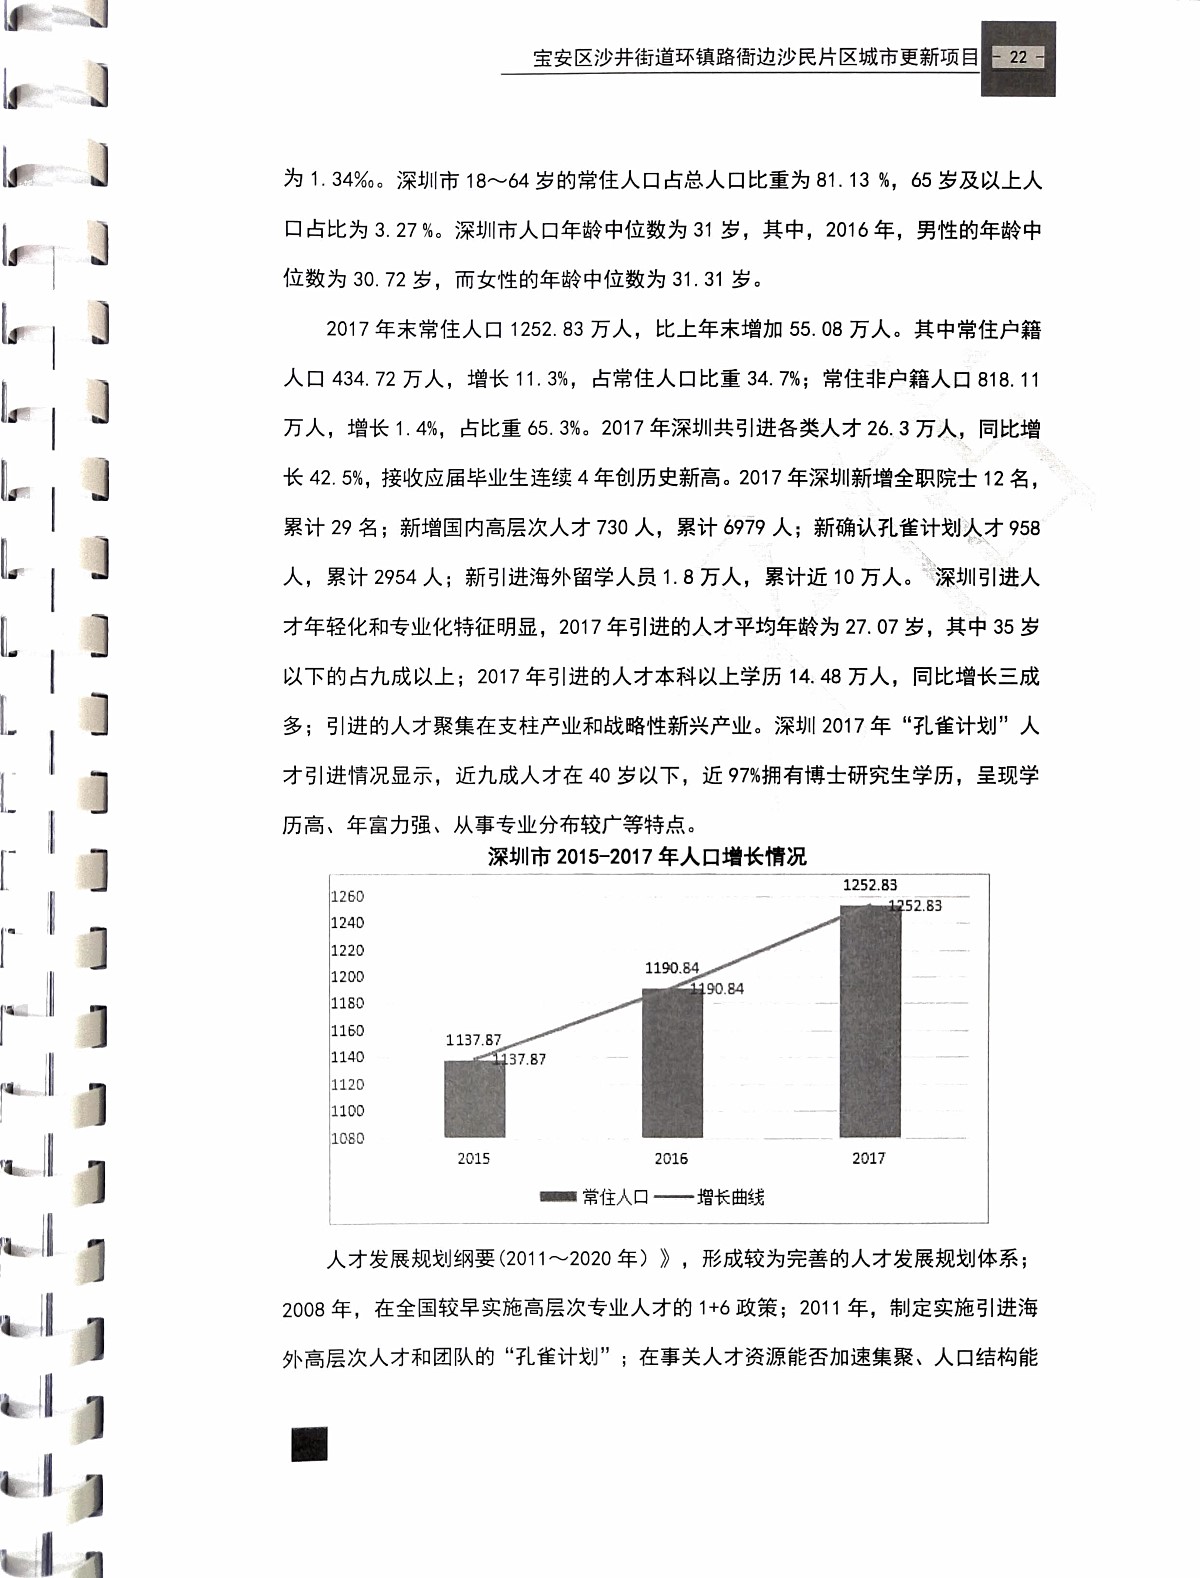 宝安区沙井街道环镇路衙边沙民片区城市更新项目
- 22 -
为 1.34‰。深圳市 18～64 岁的常住人口占总人口比重为 81.13 %，65 岁及以上人
口占比为 3.27 %。深圳市人口年龄中位数为 31 岁，其中，2016 年，男性的年龄中
位数为 30.72 岁，而女性的年龄中位数为 31.31 岁。
2017 年末常住人口 1252.83 万人，比上年末增加 55.08 万人。其中常住户籍
人口 434.72 万人，增长 11.3%，占常住人口比重 34.7%；常住非户籍人口 818.11
万人，增长 1.4%，占比重 65.3%。2017 年深圳共引进各类人才 26.3 万人，同比增
长 42.5%，接收应届毕业生连续 4 年创历史新高。2017 年深圳新增全职院士 12 名，
累计 29 名；新增国内高层次人才 730 人，累计 6979 人；新确认孔雀计划人才 958
人，累计 2954 人；新引进海外留学人员 1.8 万人，累计近 10 万人。 深圳引进人
才年轻化和专业化特征明显，2017 年引进的人才平均年龄为 27.07 岁，其中 35 岁
以下的占九成以上；2017 年引进的人才本科以上学历 14.48 万人，同比增长三成
多；引进的人才聚集在支柱产业和战略性新兴产业。深圳 2017 年“孔雀计划”人
才引进情况显示，近九成人才在 40 岁以下，近 97%拥有博士研究生学历，呈现学
历高、年富力强、从事专业分布较广等特点。
深圳市 2015-2017 年人口增长情况
1260
1240
1220
1200
1180
1160
1140
1120
1100
1080
1137.87
1137.87
1190.84
1190.84
1252.83
1252.83
2015 2016 2017
常住人口 增长曲线
人才发展规划纲要(2011～2020 年）》，形成较为完善的人才发展规划体系；
2008 年，在全国较早实施高层次专业人才的 1+6 政策；2011 年，制定实施引进海
外高层次人才和团队的“孔雀计划”；在事关人才资源能否加速集聚、人口结构能